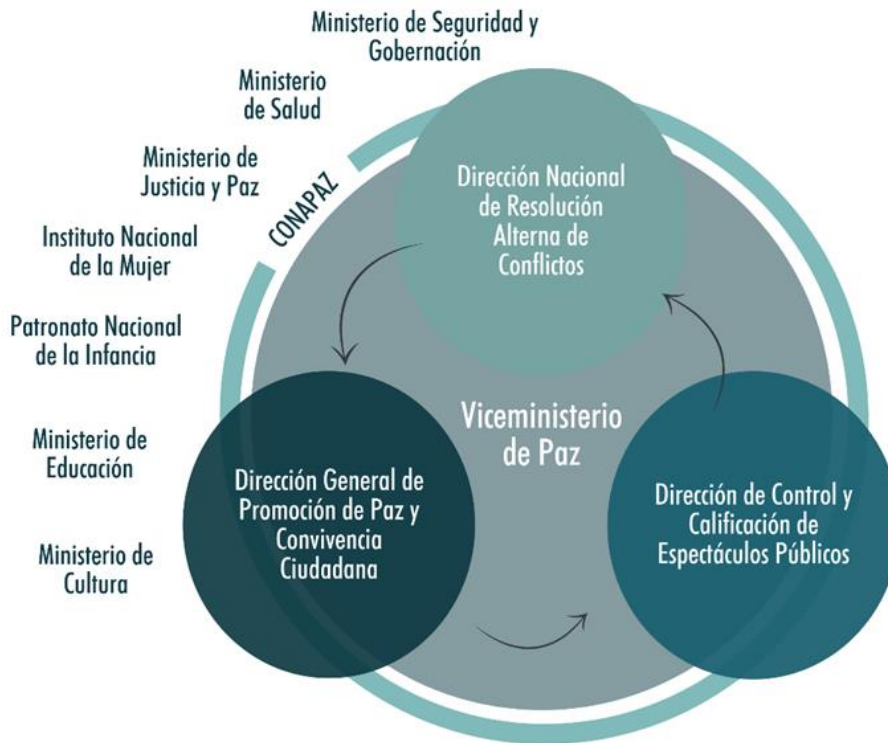 Ministerio de Seguridad y
Gobernación
Ministerio
de Salud
Ministerio de
Justicia y Paz
CONAPAZ
Instituto Nacional
de la Mujer
Patronato Nacional
de la Infancia
Ministerio de
Educación
Ministerio de
Cultura
Dirección Nacional
de Resolución
Alterna de
Conflictos
Viceministerio
de Paz
Dirección General de
Promoción de Paz y
Convivencia
Ciudadana
Dirección de Control y
Calificación de
Espectáculos Públicos